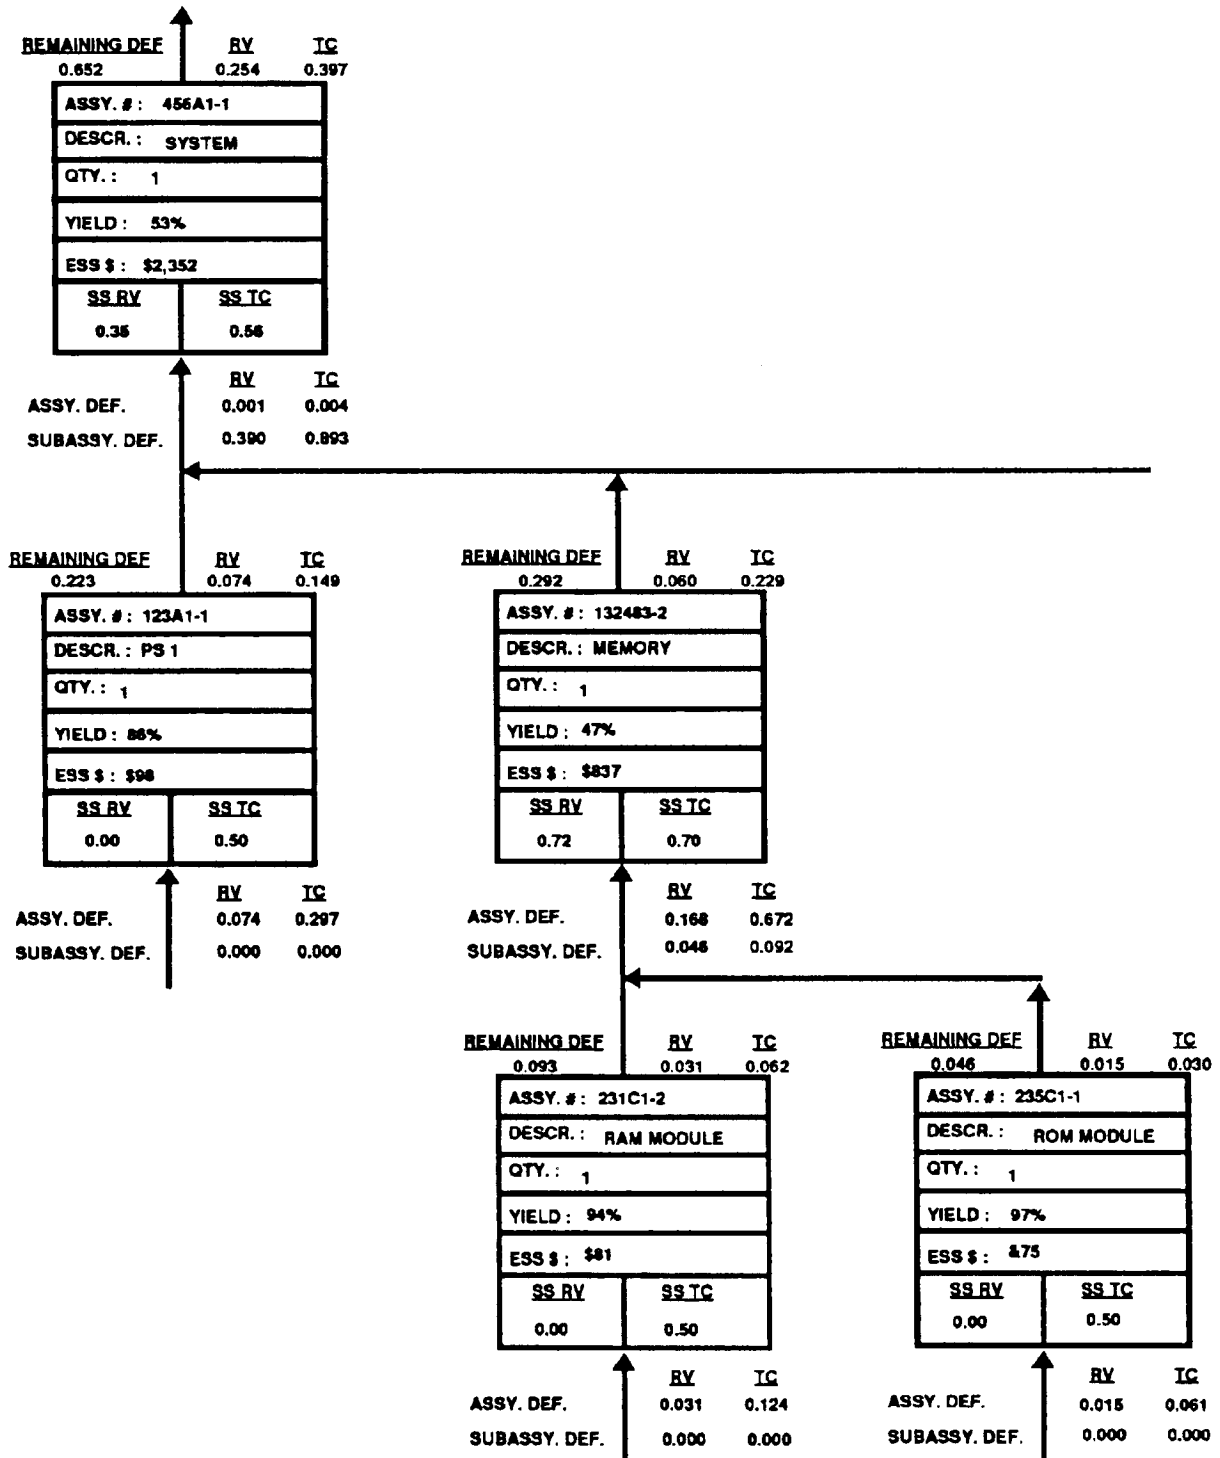 REMAINING DEF RV TC
0.652 0.254 0.397
ASSY. # : 456A1-1
DESCR. : SYSTEM
QTY. : 1
YIELD : 53%
ESS $ : $2,352
SS RV SS TC
0.35 0.56
RV TC
ASSY. DEF. 0.001 0.004
SUBASSY. DEF. 0.390 0.893
REMAINING DEF RV TC
0.223 0.074 0.149
ASSY. # : 123A1-1
DESCR. : PS 1
QTY. : 1
YIELD : 86%
ESS $ : $98
SS RV SS TC
0.00 0.50
RV TC
ASSY. DEF. 0.074 0.297
SUBASSY. DEF. 0.000 0.000
REMAINING DEF RV TC
0.292 0.060 0.229
ASSY. # : 132483-2
DESCR. : MEMORY
QTY. : 1
YIELD : 47%
ESS $ : $837
SS RV SS TC
0.72 0.70
RV TC
ASSY. DEF. 0.168 0.672
SUBASSY. DEF. 0.046 0.092
REMAINING DEF RV TC
0.093 0.031 0.062
ASSY. # : 231C1-2
DESCR. : RAM MODULE
QTY. : 1
YIELD : 94%
ESS $ : $81
SS RV SS TC
0.00 0.50
RV TC
ASSY. DEF. 0.031 0.124
SUBASSY. DEF. 0.000 0.000
REMAINING DEF RV TC
0.046 0.015 0.030
ASSY. # : 235C1-1
DESCR. : ROM MODULE
QTY. : 1
YIELD : 97%
ESS $ : &75
SS RV SS TC
0.00 0.50
RV TC
ASSY. DEF. 0.015 0.061
SUBASSY. DEF. 0.000 0.000